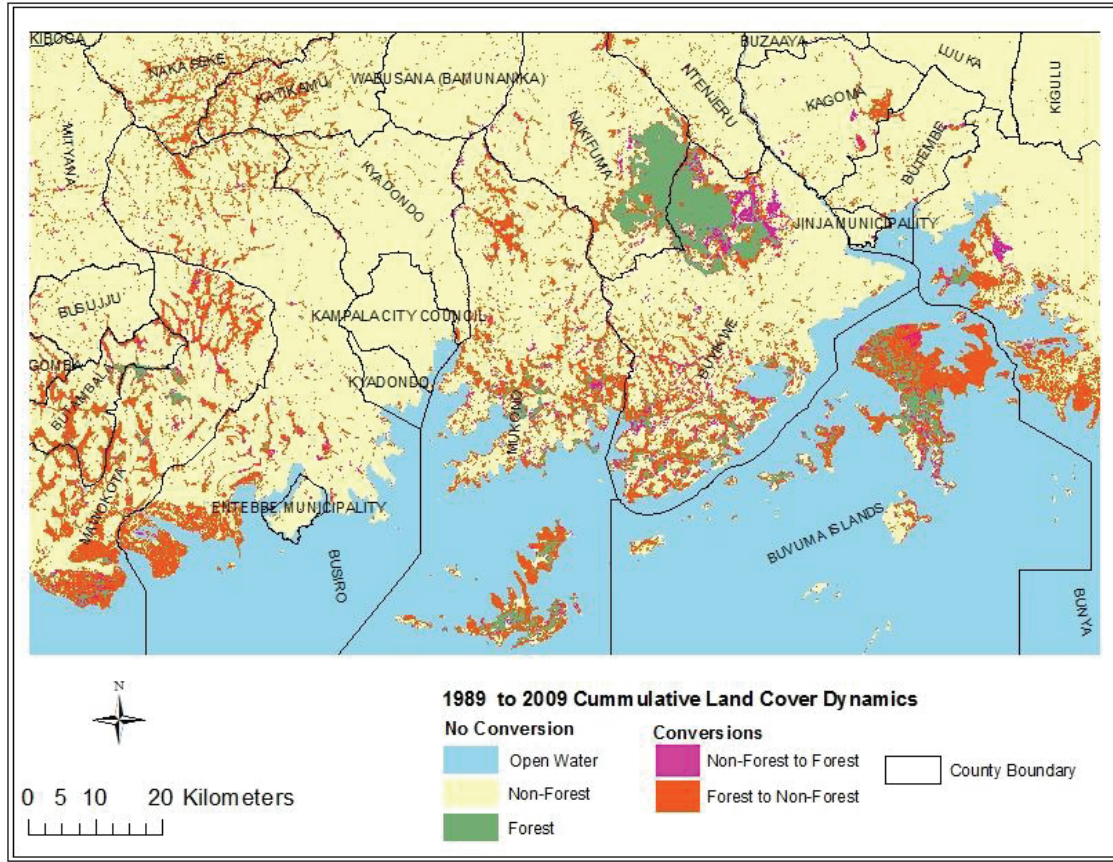 KIBOGA
BUZAAYA
LUUKA
NAKASEKE
WABUSANA (BAMUNANIKA)
KATIKAMU
NTENJERU
KAGOMA
KIGULU
MITYANA
NAKIFUMA
BUTEMBE
KYADONDO
JINJA MUNICIPALITY
BUSUJJU
KAMPALA CITY COUNCIL
GOMBA
BUTAMBALA
KYADONDO
BUYIKWE
MUKONO
MAWOKOTA
ENTEBBE MUNICIPALITY
BUVUMA ISLANDS
BUSIRO
BUNYA
N
1989 to 2009 Cummulative Land Cover Dynamics
No Conversion
Conversions
Open Water
Non-Forest to Forest
County Boundary
Non-Forest
Forest to Non-Forest
Forest
0 5 10 20 Kilometers